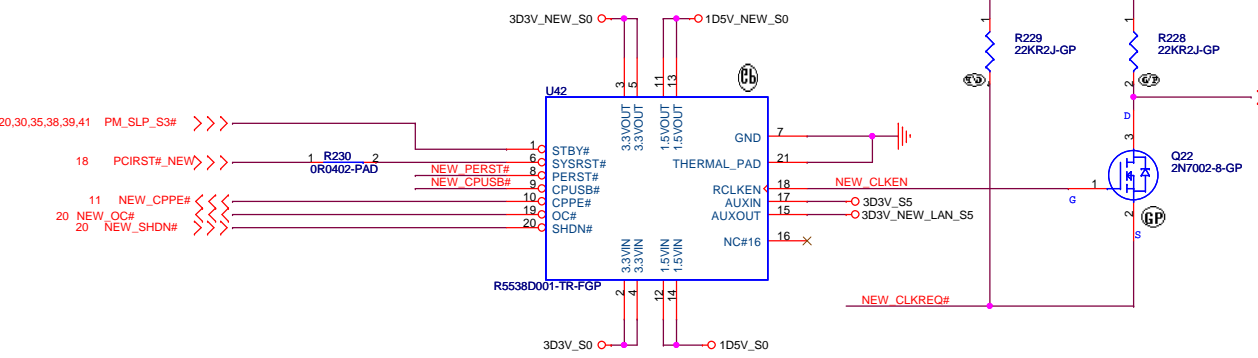 3D3V_NEW_S0
1D5V_NEW_S0
1
R229
22KR2J-GP
1
R228
22KR2J-GP
2
U42
3
5
11
13
3.3VOUT
3.3VOUT
1.5VOUT
1.5VOUT
20,30,35,38,39,41 PM_SLP_S3#
1 STBY#
18 PCIRST#_NEW
1 R230 2
0R0402-PAD
6 SYSRST#
NEW_PERST# 8 PERST#
NEW_CPUSB# 9 CPUSB#
11 NEW_CPPE# 10 CPPE#
20 NEW_OC# 19 OC#
20 NEW_SHDN# 20 SHDN#
GND 7
THERMAL_PAD 21
RCLKEN 18 NEW_CLKEN
AUXIN 17 3D3V_S5
AUXOUT 15 3D3V_NEW_LAN_S5
NC#16 16
D
3
Q22
2N7002-8-GP
1
G
2
GP
S
3.3VIN
3.3VIN
1.5VIN
1.5VIN
R5538D001-TR-FGP
2
4
12
14
NEW_CLKREQ#
3D3V_S0
1D5V_S0